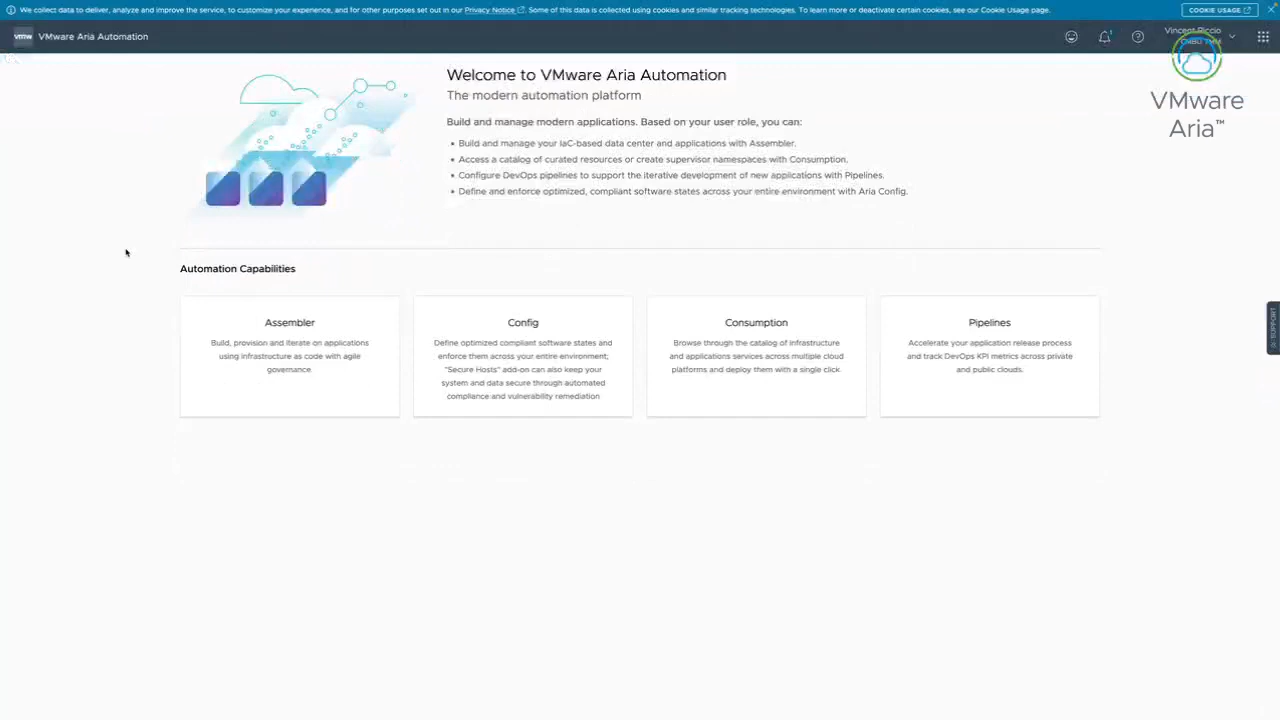 We collect data to deliver, analyze and improve the service, to customize your experience, and for other purposes set out in our Privacy Notice. Some of this data is collected using cookies and similar tracking technologies. To learn more or deactivate certain cookies, see our Cookie Usage page.
COOKIE USAGE
vmw VMware Aria Automation
Vincent Riccio
CMBU TMM
VMware
Aria™
Welcome to VMware Aria Automation
The modern automation platform
Build and manage modern applications. Based on your user role, you can:
• Build and manage your IaC-based data center and applications with Assembler.
• Access a catalog of curated resources or create supervisor namespaces with Consumption.
• Configure DevOps pipelines to support the iterative development of new applications with Pipelines.
• Define and enforce optimized, compliant software states across your entire environment with Aria Config.
SUPPORT
Automation Capabilities
Assembler
Build, provision and iterate on applications
using infrastructure as code with agile
governance.
Config
Define optimized compliant software states and
enforce them across your entire environment;
"Secure Hosts" add-on can also keep your
system and data secure through automated
compliance and vulnerability remediation
Consumption
Browse through the catalog of infrastructure
and applications services across multiple cloud
platforms and deploy them with a single click.
Pipelines
Accelerate your application release process
and track DevOps KPI metrics across private
and public clouds.